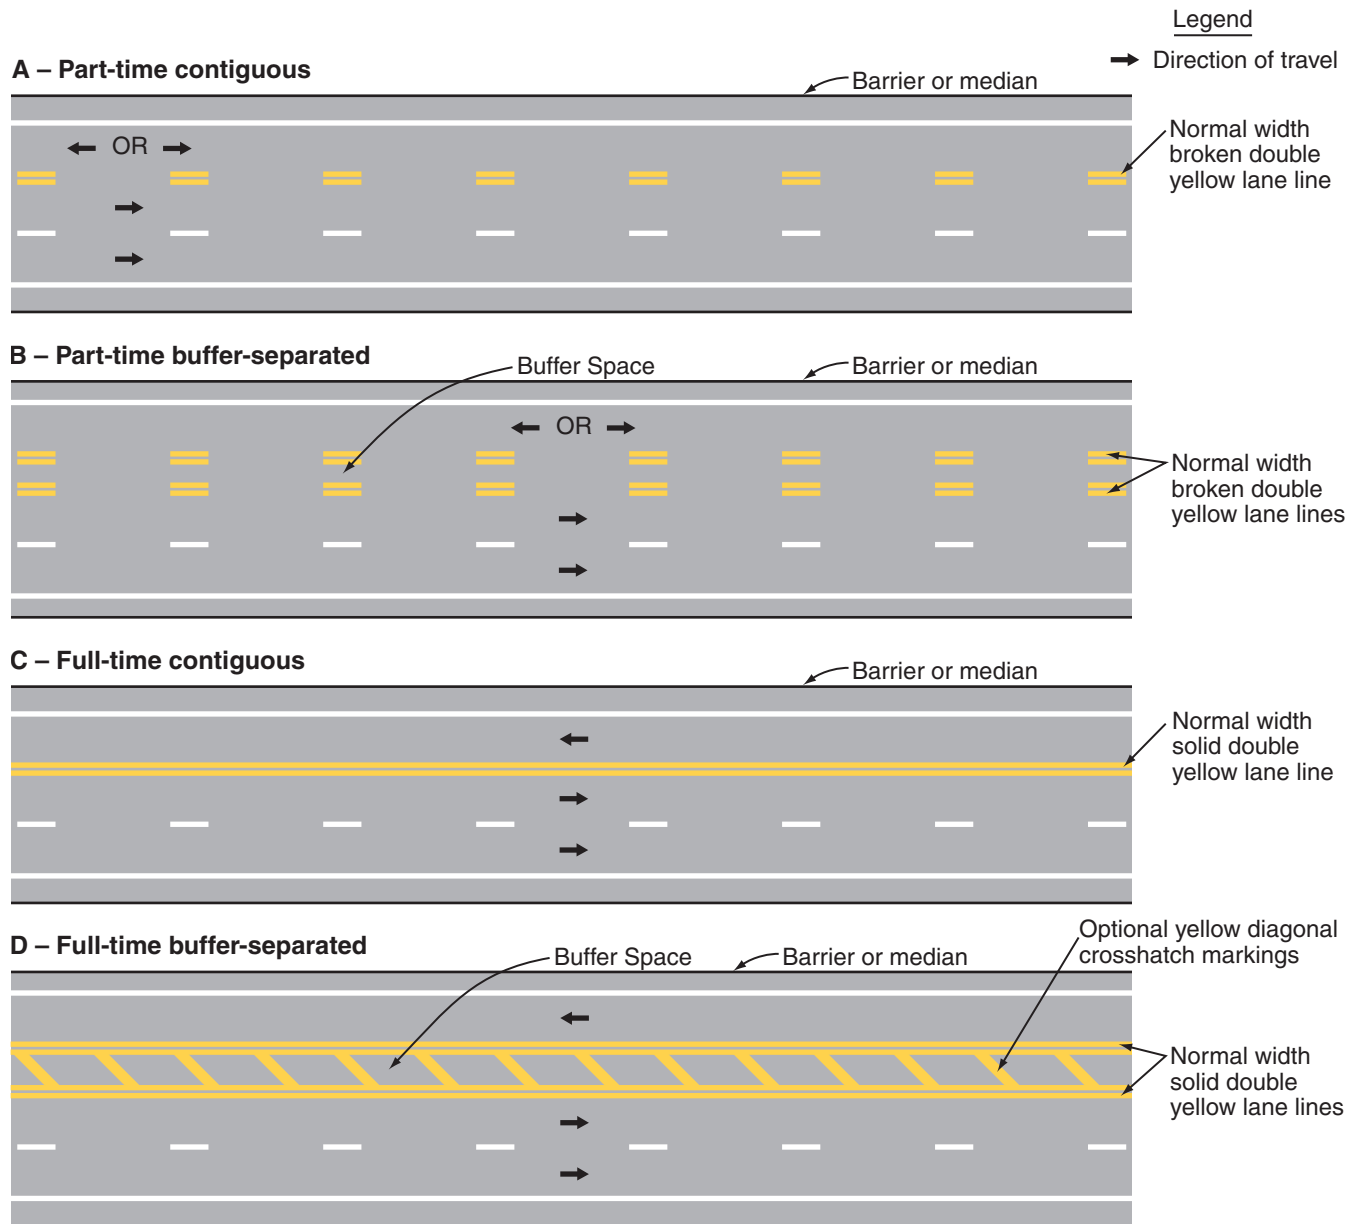 Legend
Direction of travel
A – Part-time contiguous
Barrier or median
OR
Normal width
broken double
yellow lane line
B – Part-time buffer-separated
Buffer Space
Barrier or median
OR
Normal width
broken double
yellow lane lines
C – Full-time contiguous
Barrier or median
Normal width
solid double
yellow lane line
D – Full-time buffer-separated
Buffer Space
Barrier or median
Optional yellow diagonal
crosshatch markings
Normal width
solid double
yellow lane lines